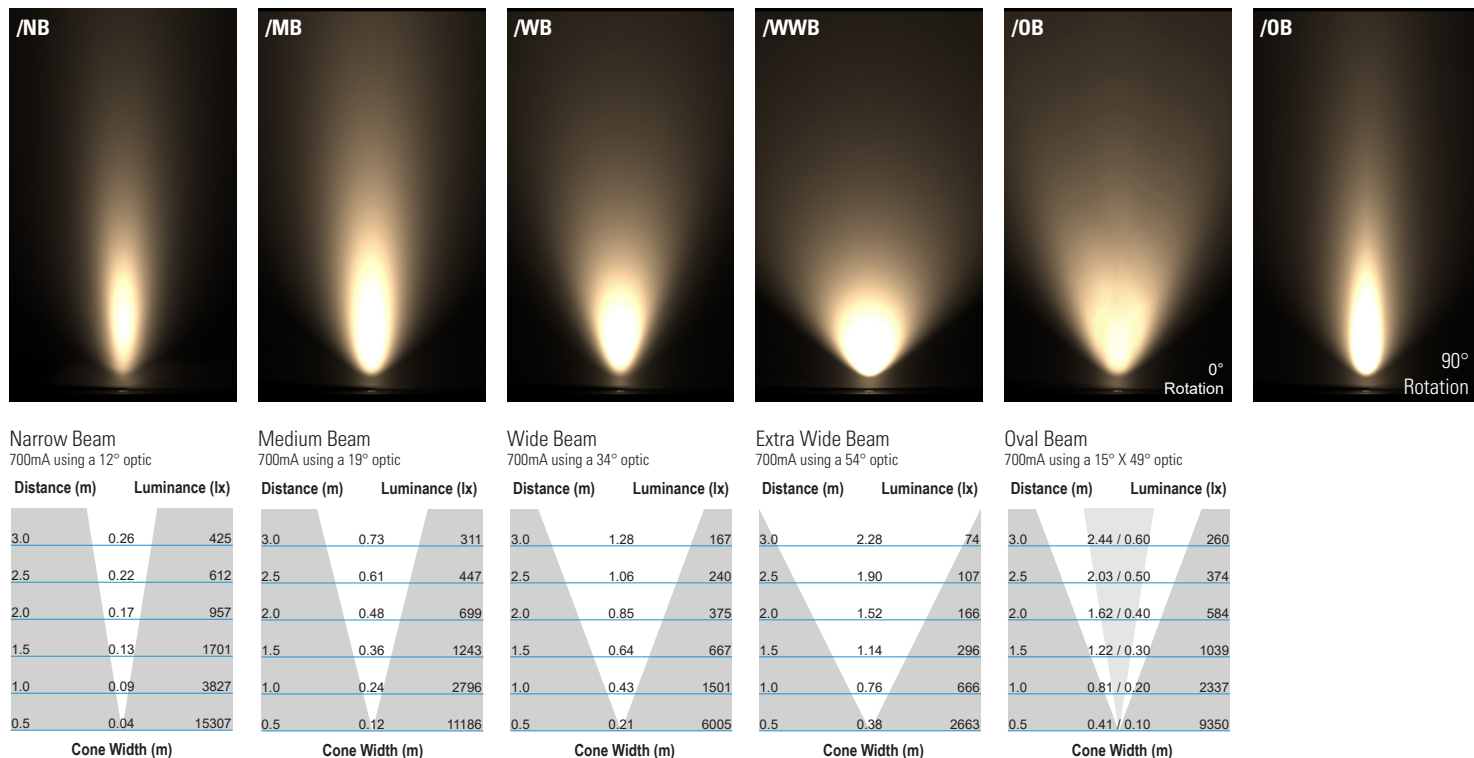 /NB
/MB
/WB
/WWB
/OB
0°
Rotation
/OB
90°
Rotation
Narrow Beam
700mA using a 12° optic
Distance (m) Luminance (lx)
3.0 0.26 425
2.5 0.22 612
2.0 0.17 957
1.5 0.13 1701
1.0 0.09 3827
0.5 0.04 15307
Cone Width (m)
Medium Beam
700mA using a 19° optic
Distance (m) Luminance (lx)
3.0 0.73 311
2.5 0.61 447
2.0 0.48 699
1.5 0.36 1243
1.0 0.24 2796
0.5 0.12 11186
Cone Width (m)
Wide Beam
700mA using a 34° optic
Distance (m) Luminance (lx)
3.0 1.28 167
2.5 1.06 240
2.0 0.85 375
1.5 0.64 667
1.0 0.43 1501
0.5 0.21 6005
Cone Width (m)
Extra Wide Beam
700mA using a 54° optic
Distance (m) Luminance (lx)
3.0 2.28 74
2.5 1.90 107
2.0 1.52 166
1.5 1.14 296
1.0 0.76 666
0.5 0.38 2663
Cone Width (m)
Oval Beam
700mA using a 15° X 49° optic
Distance (m) Luminance (lx)
3.0 2.44 / 0.60 260
2.5 2.03 / 0.50 374
2.0 1.62 / 0.40 584
1.5 1.22 / 0.30 1039
1.0 0.81 / 0.20 2337
0.5 0.41 / 0.10 9350
Cone Width (m)